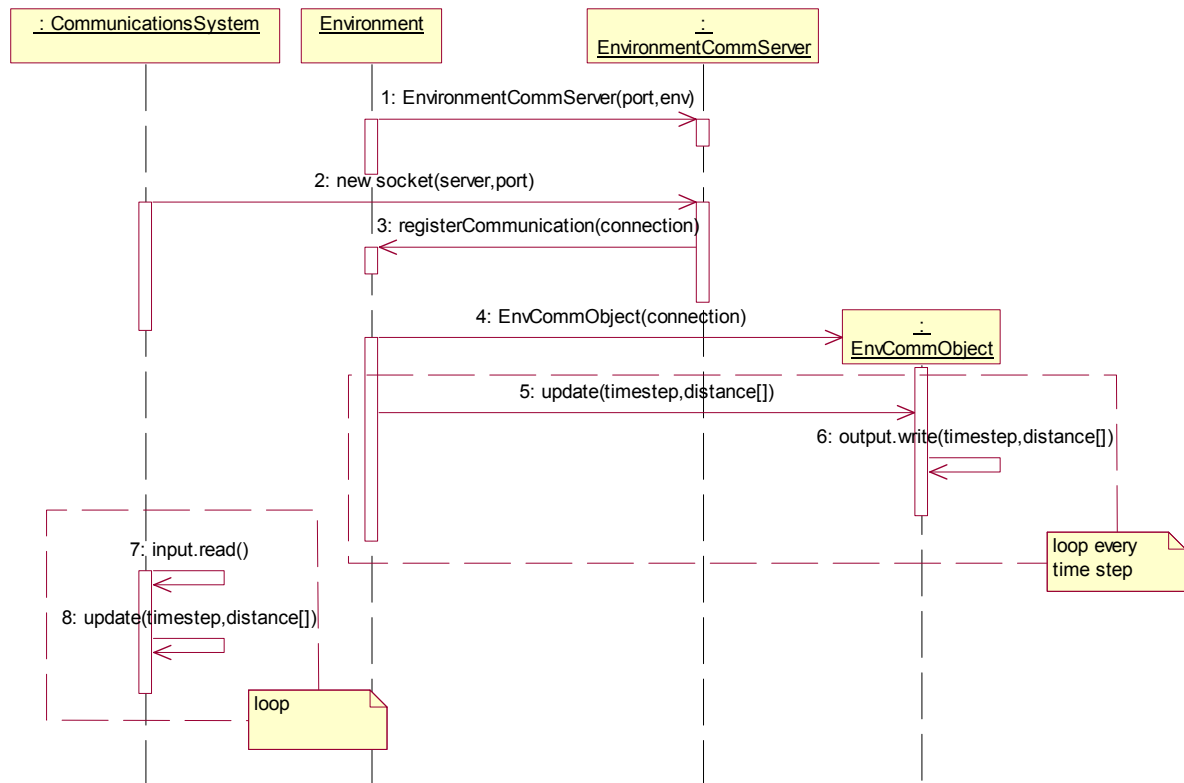 : CommunicationsSystem
Environment
:
EnvironmentCommServer
1: EnvironmentCommServer(port,env)
2: new socket(server,port)
3: registerCommunication(connection)
4: EnvCommObject(connection)
:
EnvCommObject
5: update(timestep,distance[])
6: output.write(timestep,distance[])
loop every
time step
7: input.read()
8: update(timestep,distance[])
loop